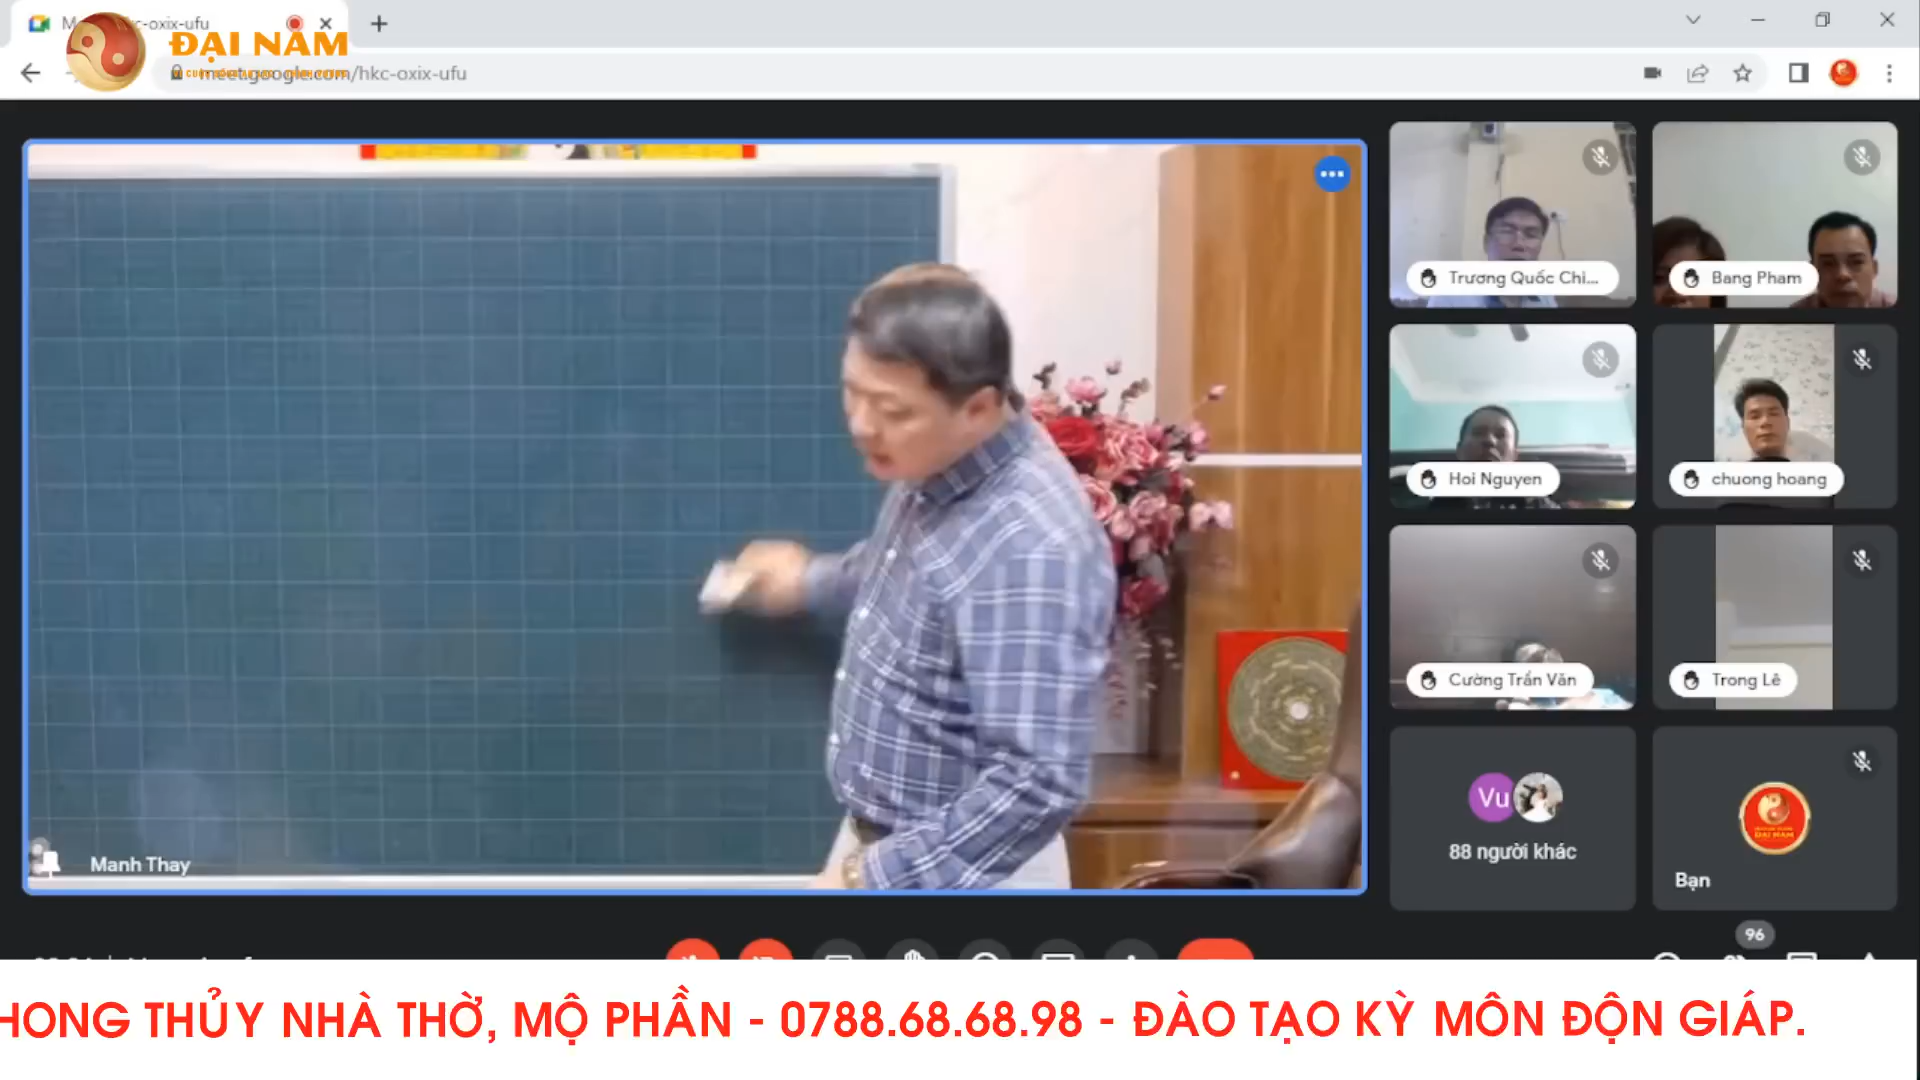 ĐẠI NAM
-oxix-ufu
meet.google.com/hkc-oxix-ufu
Trương Quốc Chi...
Bang Pham
Hoi Nguyen
chuong hoang
Cường Trần Văn
Trong Lê
Vu
88 người khác
ĐẠI NAM
Bạn
Manh Thay
96
HONG THỦY NHÀ THỜ, MỘ PHẦN - 0788.68.68.98 - ĐÀO TẠO KỲ MÔN ĐỘN GIÁP.